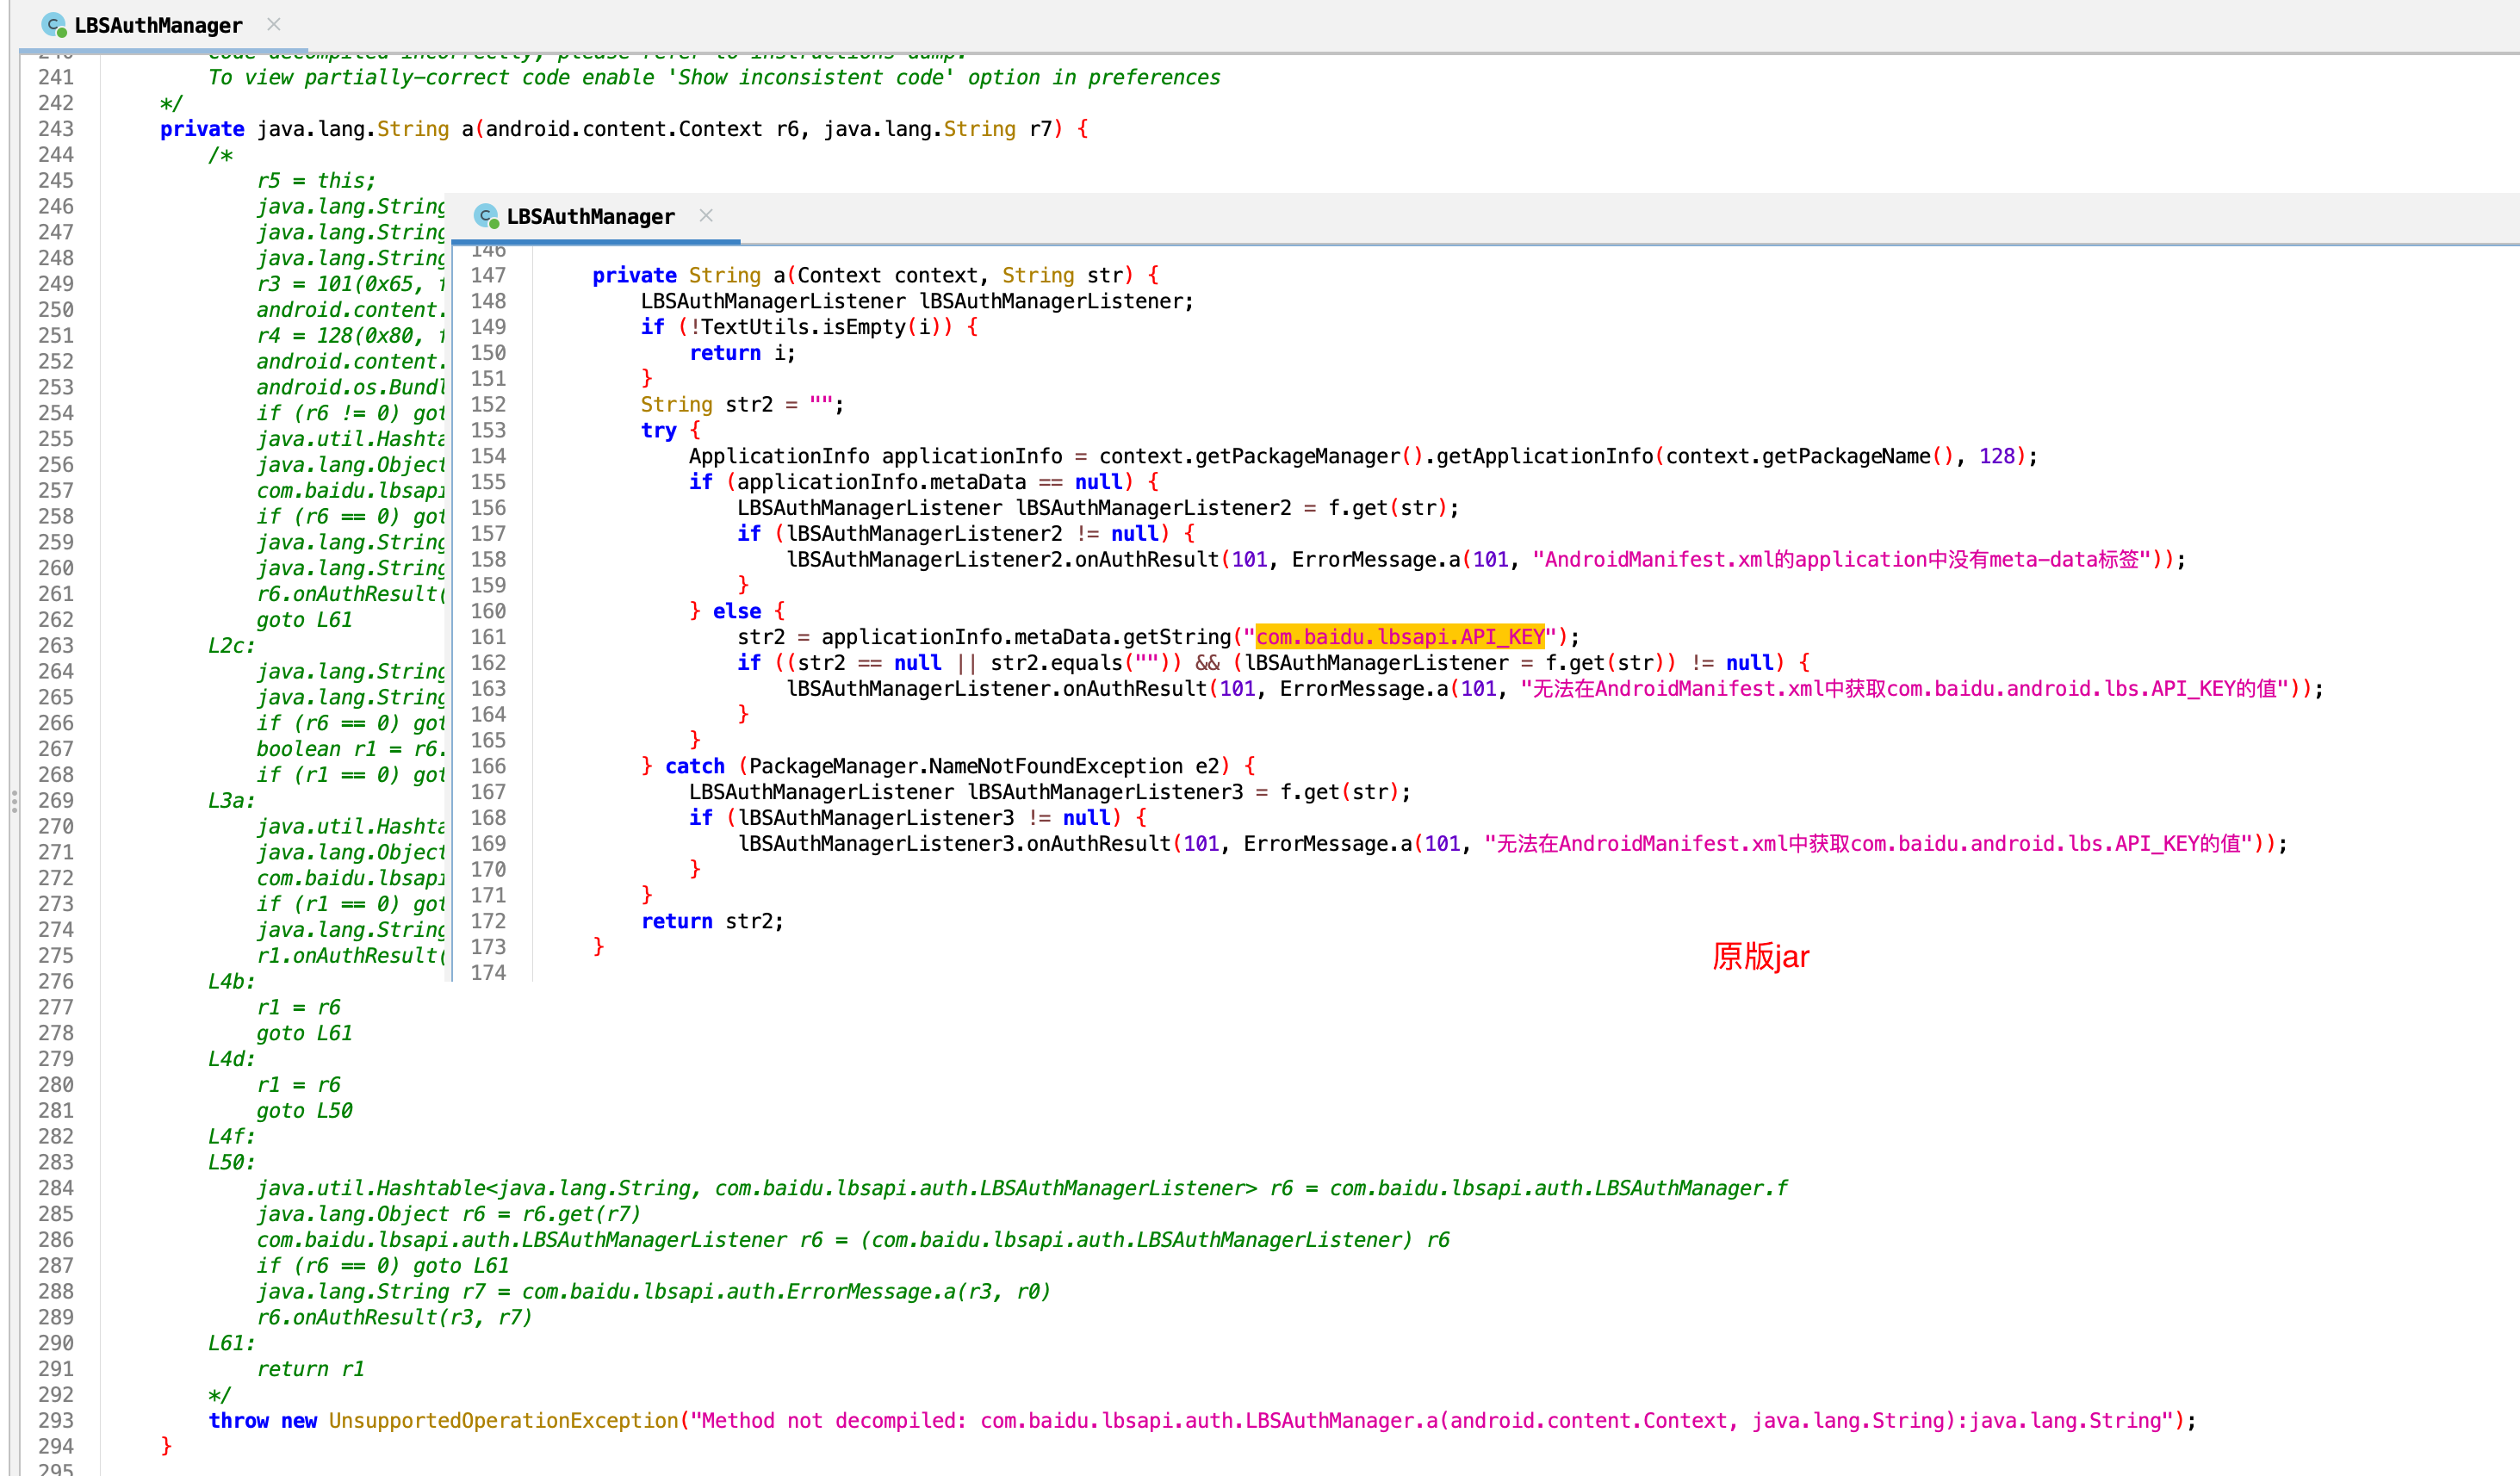 LBSAuthManager
241 To view partially-correct code enable 'Show inconsistent code' option in preferences
242 */
243 private java.lang.String a(android.content.Context r6, java.lang.String r7) {
244 /*
245 r5 = this;
246 java.lang.String
247 java.lang.String
248 java.lang.String
249 r3 = 101(0x65, f
250 android.content.
251 r4 = 128(0x80, f
252 android.content.
253 android.os.Bundl
254 if (r6 != 0) got
255 java.util.Hashta
256 java.lang.Object
257 com.baidu.lbsapi
258 if (r6 == 0) got
259 java.lang.String
260 java.lang.String
261 r6.onAuthResult(
262 goto L61
263 L2c:
264 java.lang.String
265 java.lang.String
266 if (r6 == 0) got
267 boolean r1 = r6.
268 if (r1 == 0) got
269 L3a:
270 java.util.Hashta
271 java.lang.Object
272 com.baidu.lbsapi
273 if (r1 == 0) got
274 java.lang.String
275 r1.onAuthResult(
276 L4b:
277 r1 = r6
278 goto L61
279 L4d:
280 r1 = r6
281 goto L50
282 L4f:
283 L50:
284 java.util.Hashtable<java.lang.String, com.baidu.lbsapi.auth.LBSAuthManagerListener> r6 = com.baidu.lbsapi.auth.LBSAuthManager.f
285 java.lang.Object r6 = r6.get(r7)
286 com.baidu.lbsapi.auth.LBSAuthManagerListener r6 = (com.baidu.lbsapi.auth.LBSAuthManagerListener) r6
287 if (r6 == 0) goto L61
288 java.lang.String r7 = com.baidu.lbsapi.auth.ErrorMessage.a(r3, r0)
289 r6.onAuthResult(r3, r7)
290 L61:
291 return r1
292 */
293 throw new UnsupportedOperationException("Method not decompiled: com.baidu.lbsapi.auth.LBSAuthManager.a(android.content.Context, java.lang.String):java.lang.String");
294 }
295
LBSAuthManager
146
147 private String a(Context context, String str) {
148 LBSAuthManagerListener lBSAuthManagerListener;
149 if (!TextUtils.isEmpty(i)) {
150 return i;
151 }
152 String str2 = "";
153 try {
154 ApplicationInfo applicationInfo = context.getPackageManager().getApplicationInfo(context.getPackageName(), 128);
155 if (applicationInfo.metaData == null) {
156 LBSAuthManagerListener lBSAuthManagerListener2 = f.get(str);
157 if (lBSAuthManagerListener2 != null) {
158 lBSAuthManagerListener2.onAuthResult(101, ErrorMessage.a(101, "AndroidManifest.xml的application中没有meta-data标签"));
159 }
160 } else {
161 str2 = applicationInfo.metaData.getString("com.baidu.lbsapi.API_KEY");
162 if ((str2 == null || str2.equals("")) && (lBSAuthManagerListener = f.get(str)) != null) {
163 lBSAuthManagerListener.onAuthResult(101, ErrorMessage.a(101, "无法在AndroidManifest.xml中获取com.baidu.android.lbs.API_KEY的值"));
164 }
165 }
166 } catch (PackageManager.NameNotFoundException e2) {
167 LBSAuthManagerListener lBSAuthManagerListener3 = f.get(str);
168 if (lBSAuthManagerListener3 != null) {
169 lBSAuthManagerListener3.onAuthResult(101, ErrorMessage.a(101, "无法在AndroidManifest.xml中获取com.baidu.android.lbs.API_KEY的值"));
170 }
171 }
172 return str2;
173 }
174
原版jar